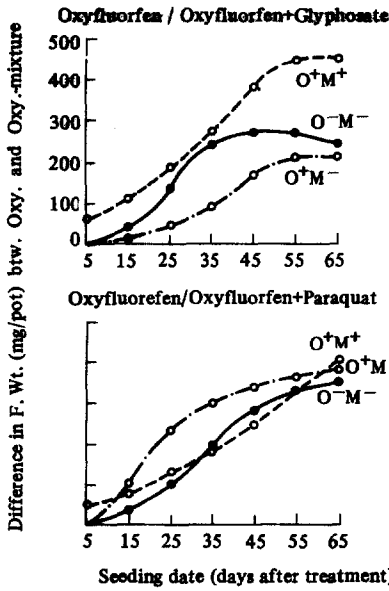 Oxyfluorfen / Oxyfluorfen+Glyphosate
Difference in F. Wt. (mg/pot) btw. Oxy. and Oxy.-mixture
500
400
300
200
100
0
O⁺M⁺
O⁻M⁻
O⁺M⁻
5 15 25 35 45 55 65
Oxyfluorefen/Oxyfluorfen+Paraquat
O⁺M⁺
O⁺M
O⁻M⁻
5 15 25 35 45 55 65
Seeding date (days after treatment)